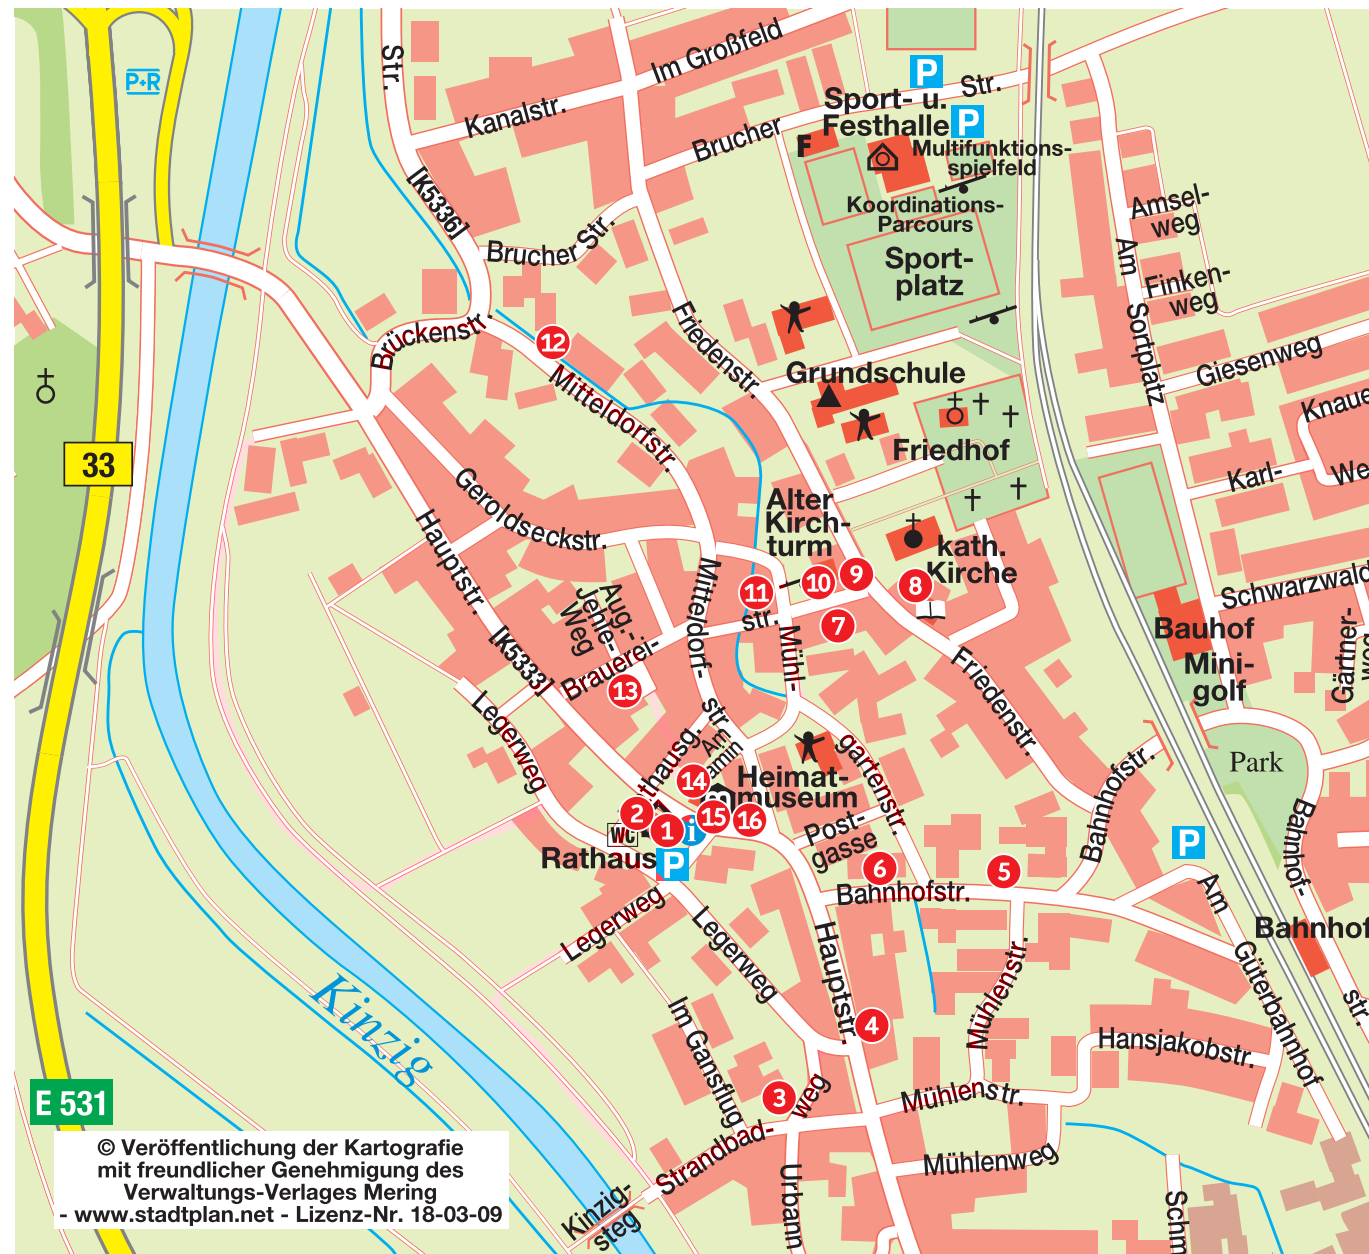 P+R
Str.
Im Großfeld
Kanalstr.
Brucher
Str.
P
Sport- u.
Festhalle
P
F
Multifunktions-
spielfeld
Koordinations-
Parcours
Sport-
platz
[K5336]
Brucher Str.
Amsel-
weg
Finken-
weg
Am
Sortplatz
Giesenweg
Knaue
Karl-
We
Schwarzwald
Gärtner-
weg
Brückenstr.
12
Mitteldorfstr.
Friedenstr.
Grundschule
Friedhof
33
Geroldseckstr.
Hauptstr.
[K5333]
Alter
Kirch-
turm
kath.
Kirche
11
10
9
8
7
str.
Mühl-
Mitteldorf-
str.
Aug.-
Jehle-
Weg
Brauerei-
13
Bauhof
Mini-
golf
Park
Friedenstr.
Legerweg
thausg.
Am
amin
14
Heimat-
museum
gartenstr.
Post-
gasse
2
1
i
15
16
WC
Rathaus
P
6
5
Bahnhofstr.
Bahnhofstr.
P
Bahnhof-
Bahnhof
str.
Am
Güterbahnhof
Legerweg
Legerweg
Hauptstr.
4
Mühlenstr.
Hansjakobstr.
Im Gansflug
3
weg
Strandbad-
Mühlenstr.
Mühlenweg
Kinzig
Kinzig-
steg
Urbann
Schm
E 531
© Veröffentlichung der Kartografie
mit freundlicher Genehmigung des
Verwaltungs-Verlages Mering
- www.stadtplan.net - Lizenz-Nr. 18-03-09